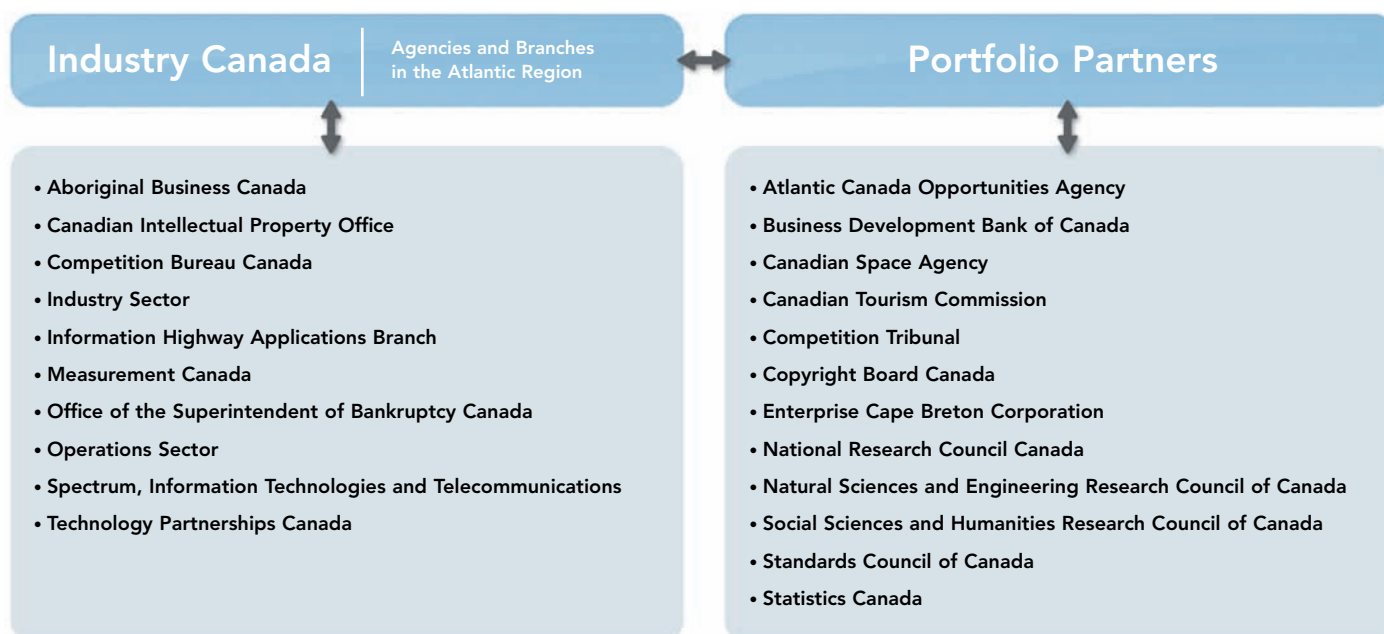 Industry Canada
Agencies and Branches
in the Atlantic Region
Portfolio Partners
• Aboriginal Business Canada
• Canadian Intellectual Property Office
• Competition Bureau Canada
• Industry Sector
• Information Highway Applications Branch
• Measurement Canada
• Office of the Superintendent of Bankruptcy Canada
• Operations Sector
• Spectrum, Information Technologies and Telecommunications
• Technology Partnerships Canada
• Atlantic Canada Opportunities Agency
• Business Development Bank of Canada
• Canadian Space Agency
• Canadian Tourism Commission
• Competition Tribunal
• Copyright Board Canada
• Enterprise Cape Breton Corporation
• National Research Council Canada
• Natural Sciences and Engineering Research Council of Canada
• Social Sciences and Humanities Research Council of Canada
• Standards Council of Canada
• Statistics Canada